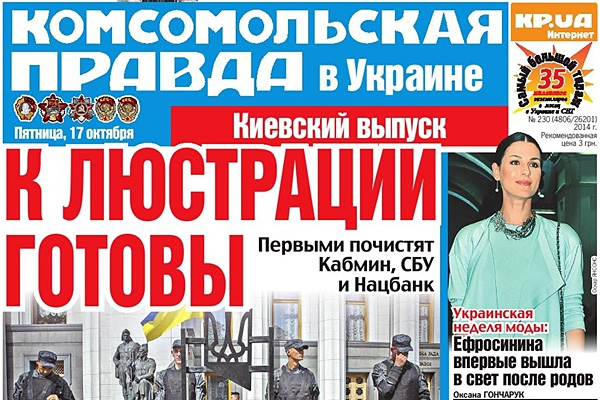 КОМСОМОЛЬСКАЯ
ПРАВДА в Украине
KP.UA
Интернет
Самый большой тираж
35
миллионов
экземпляров
в месяц
в Украине и СНГ
Пятница, 17 октября
Киевский выпуск
№ 230 (4806/26201)
2014 г.
Рекомендованная
цена 3 грн.
К ЛЮСТРАЦИИ
ГОТОВЫ
Первыми почистят
Кабмин, СБУ
и Нацбанк
Украинская
неделя моды:
Ефросинина
впервые вышла
в свет после родов
Оксана ГОНЧАРУК